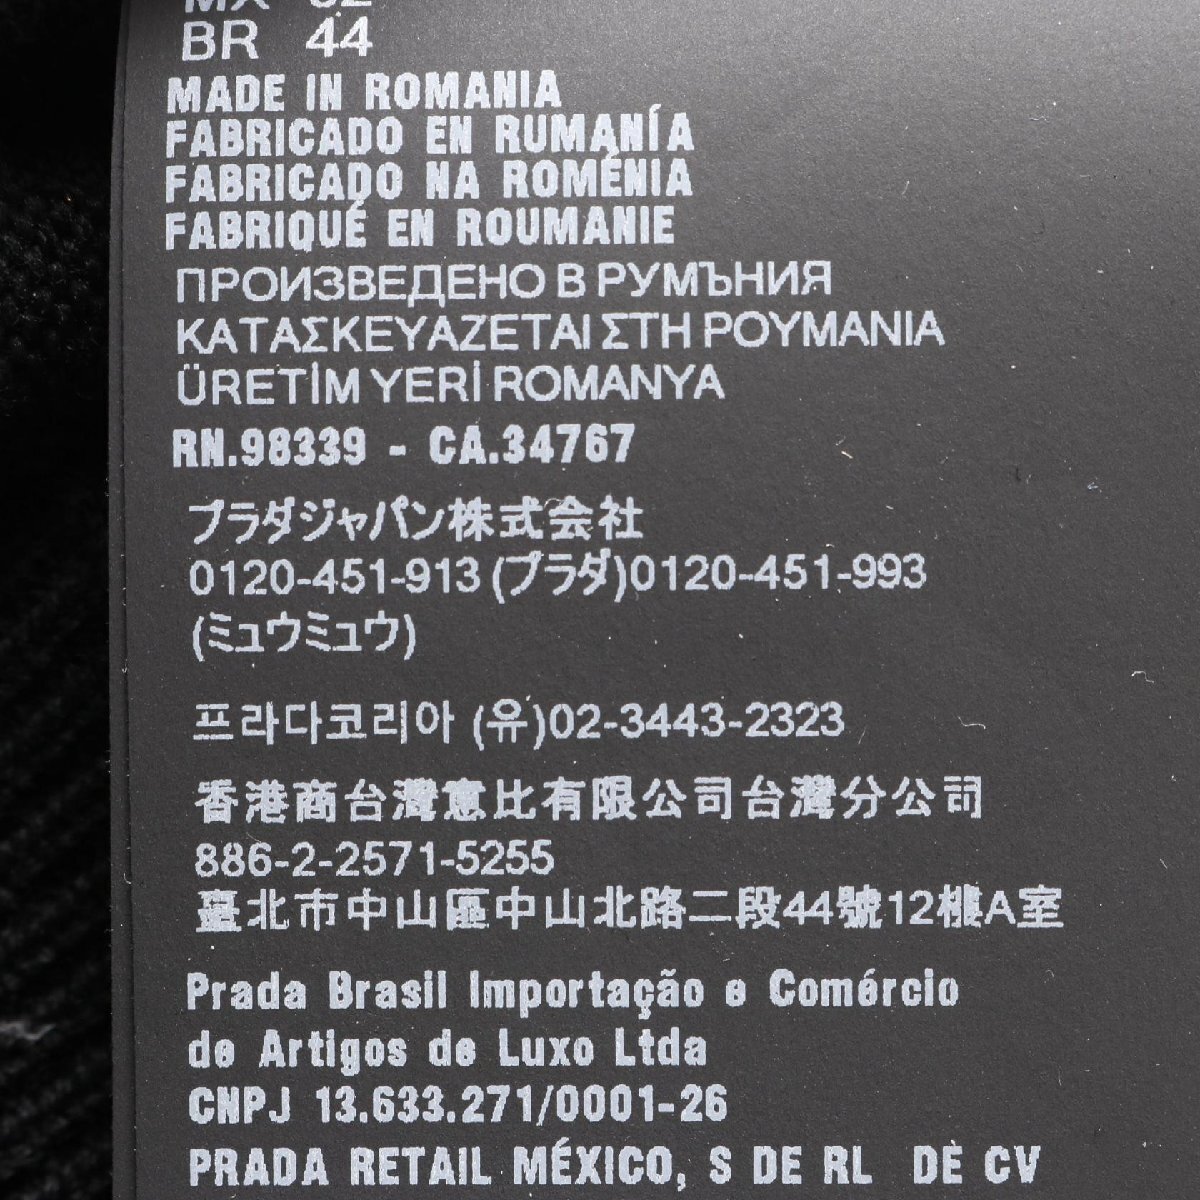 BR 44
MADE IN ROMANIA
FABRICADO EN RUMANÍA
FABRICADO NA ROMÉNIA
FABRIQUÉ EN ROUMANIE
ПРОИЗВЕДЕНО В РУМЪНИЯ
ΚΑΤΑΣΚΕΥΑΖΕΤΑΙ ΣΤΗ ΡΟΥΜΑΝΙΑ
ÜRETİM YERİ ROMANYA
RN.98339 - CA.34767
プラダジャパン株式会社
0120-451-913 (プラダ)0120-451-993
(ミュウミュウ)
프라다코리아 (유)02-3443-2323
香港商台灣惠比有限公司台灣分公司
886-2-2571-5255
臺北市中山區中山北路二段44號12樓A室
Prada Brasil Importação e Comércio
de Artigos de Luxo Ltda
CNPJ 13.633.271/0001-26
PRADA RETAIL MÉXICO, S DE RL DE CV